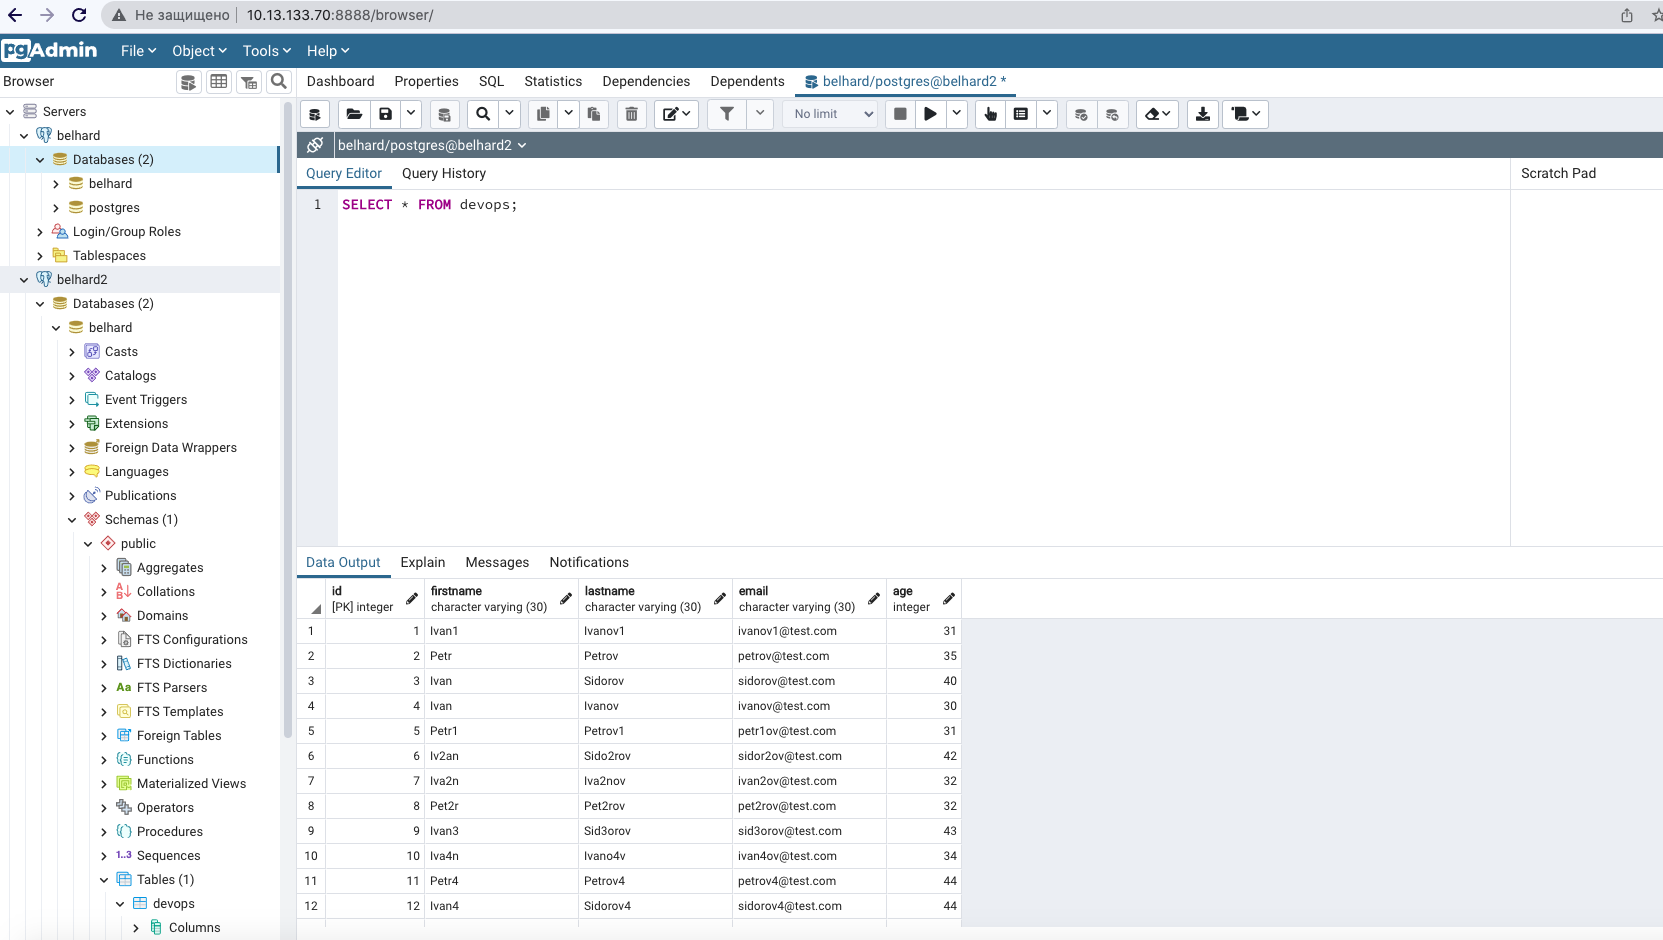 Не защищено 10.13.133.70:8888/browser/
pgAdmin File Object Tools Help
Browser
Dashboard Properties SQL Statistics Dependencies Dependents belhard/postgres@belhard2 *
No limit
belhard/postgres@belhard2
Query Editor Query History
Scratch Pad
1 SELECT * FROM devops;
Servers
belhard
Databases (2)
belhard
postgres
Login/Group Roles
Tablespaces
belhard2
Databases (2)
belhard
Casts
Catalogs
Event Triggers
Extensions
Foreign Data Wrappers
Languages
Publications
Schemas (1)
public
Aggregates
Collations
Domains
FTS Configurations
FTS Dictionaries
Aa FTS Parsers
FTS Templates
Foreign Tables
Functions
Materialized Views
Operators
Procedures
1..3 Sequences
Tables (1)
devops
Columns
Data Output Explain Messages Notifications
id firstname lastname email age
[PK] integer character varying (30) character varying (30) character varying (30) integer
1 1 Ivan1 Ivanov1 ivanov1@test.com 31
2 2 Petr Petrov petrov@test.com 35
3 3 Ivan Sidorov sidorov@test.com 40
4 4 Ivan Ivanov ivanov@test.com 30
5 5 Petr1 Petrov1 petr1ov@test.com 31
6 6 Iv2an Sido2rov sidor2ov@test.com 42
7 7 Iva2n Iva2nov ivan2ov@test.com 32
8 8 Pet2r Pet2rov pet2rov@test.com 32
9 9 Ivan3 Sid3orov sid3orov@test.com 43
10 10 Iva4n Ivano4v ivan4ov@test.com 34
11 11 Petr4 Petrov4 petrov4@test.com 44
12 12 Ivan4 Sidorov4 sidorov4@test.com 44